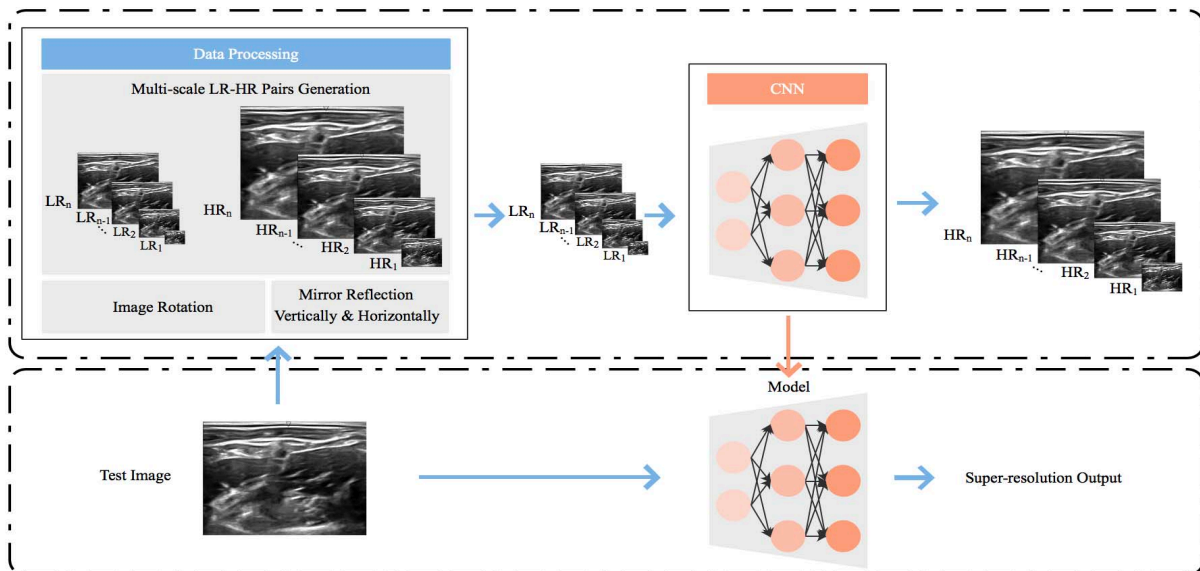 Data Processing
Multi-scale LR-HR Pairs Generation
LRₙ
LRₙ₋₁
LR₂
LR₁
HRₙ
HRₙ₋₁
HR₂
HR₁
Image Rotation
Mirror Reflection
Vertically & Horizontally
LRₙ
LRₙ₋₁
LR₂
LR₁
CNN
HRₙ
HRₙ₋₁
HR₂
HR₁
Model
Test Image
Super-resolution Output